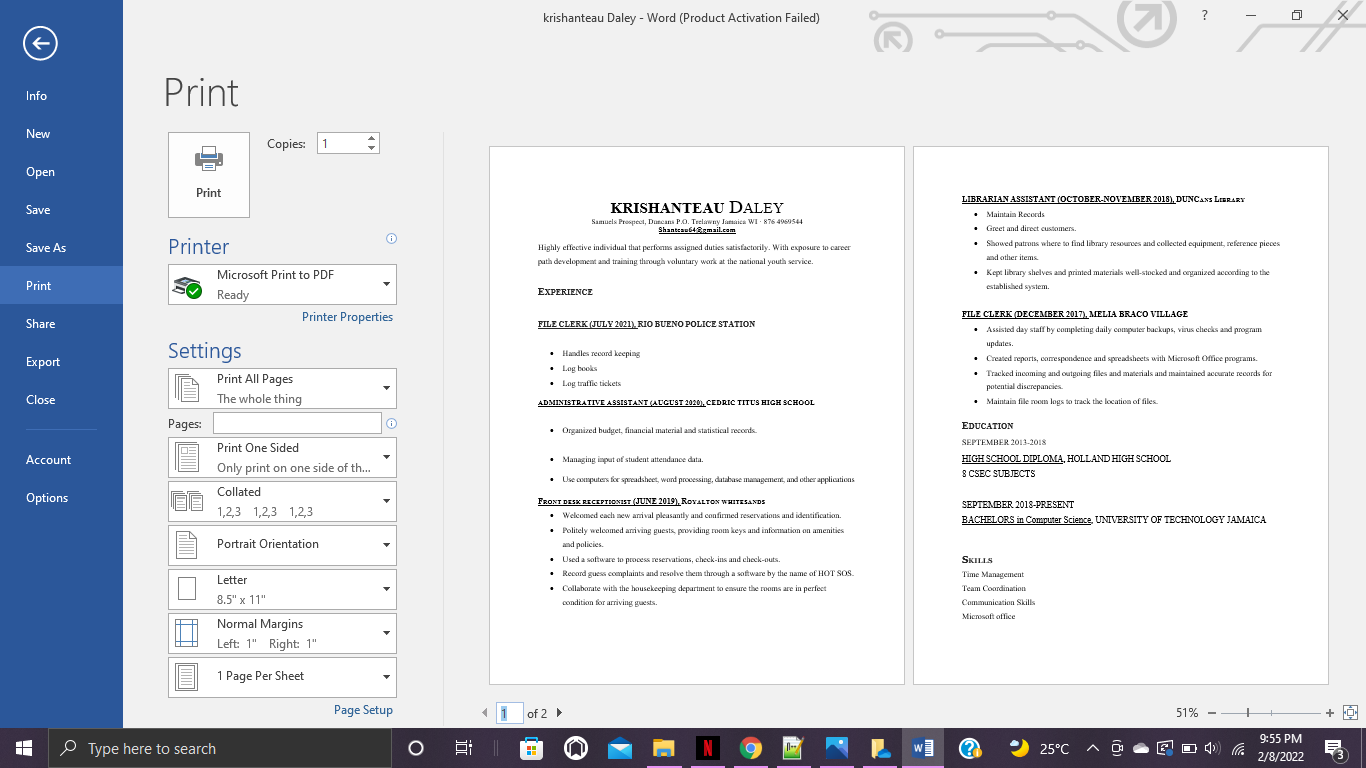 krishanteau Daley - Word (Product Activation Failed)
?
Info
New
Open
Save
Save As
Print
Share
Export
Close
Account
Options
Print
Print
Copies: 1
Printer
Microsoft Print to PDF
Ready
Printer Properties
Settings
Print All Pages
The whole thing
Pages:
Print One Sided
Only print on one side of th...
Collated
1,2,3 1,2,3 1,2,3
Portrait Orientation
Letter
8.5" x 11"
Normal Margins
Left: 1" Right: 1"
1 Page Per Sheet
Page Setup
KRISHANTEAU DALEY
Samuels Prospect, Duncans P.O. Trelawny Jamaica WI · 876 4969544
Shanteau64@gmail.com
Highly effective individual that performs assigned duties satisfactorily. With exposure to career
path development and training through voluntary work at the national youth service.
EXPERIENCE
FILE CLERK (JULY 2021), RIO BUENO POLICE STATION
• Handles record keeping
• Log books
• Log traffic tickets
ADMINISTRATIVE ASSISTANT (AUGUST 2020), CEDRIC TITUS HIGH SCHOOL
• Organized budget, financial material and statistical records.
• Managing input of student attendance data.
• Use computers for spreadsheet, word processing, database management, and other applications
FRONT DESK RECEPTIONIST (JUNE 2019), ROYALTON WHITESANDS
• Welcomed each new arrival pleasantly and confirmed reservations and identification.
• Politely welcomed arriving guests, providing room keys and information on amenities
and policies.
• Used a software to process reservations, check-ins and check-outs.
• Record guess complaints and resolve them through a software by the name of HOT SOS.
• Collaborate with the housekeeping department to ensure the rooms are in perfect
condition for arriving guests.
LIBRARIAN ASSISTANT (OCTOBER-NOVEMBER 2018), DUNCANS LIBRARY
• Maintain Records
• Greet and direct customers.
• Showed patrons where to find library resources and collected equipment, reference pieces
and other items.
• Kept library shelves and printed materials well-stocked and organized according to the
established system.
FILE CLERK (DECEMBER 2017), MELIA BRACO VILLAGE
• Assisted day staff by completing daily computer backups, virus checks and program
updates.
• Created reports, correspondence and spreadsheets with Microsoft Office programs.
• Tracked incoming and outgoing files and materials and maintained accurate records for
potential discrepancies.
• Maintain file room logs to track the location of files.
EDUCATION
SEPTEMBER 2013-2018
HIGH SCHOOL DIPLOMA, HOLLAND HIGH SCHOOL
8 CSEC SUBJECTS
SEPTEMBER 2018-PRESENT
BACHELORS in Computer Science, UNIVERSITY OF TECHNOLOGY JAMAICA
SKILLS
Time Management
Team Coordination
Communication Skills
Microsoft office
1 of 2
51%
Type here to search
25°C
9:55 PM
2/8/2022
3